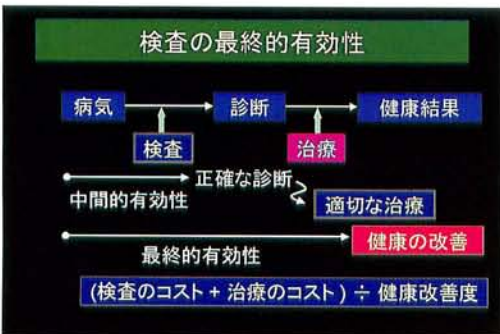 検査の最終的有効性
病気 診断 健康結果
検査 治療
正確な診断
中間的有効性
適切な治療
健康の改善
最終的有効性
(検査のコスト + 治療のコスト) ÷ 健康改善度